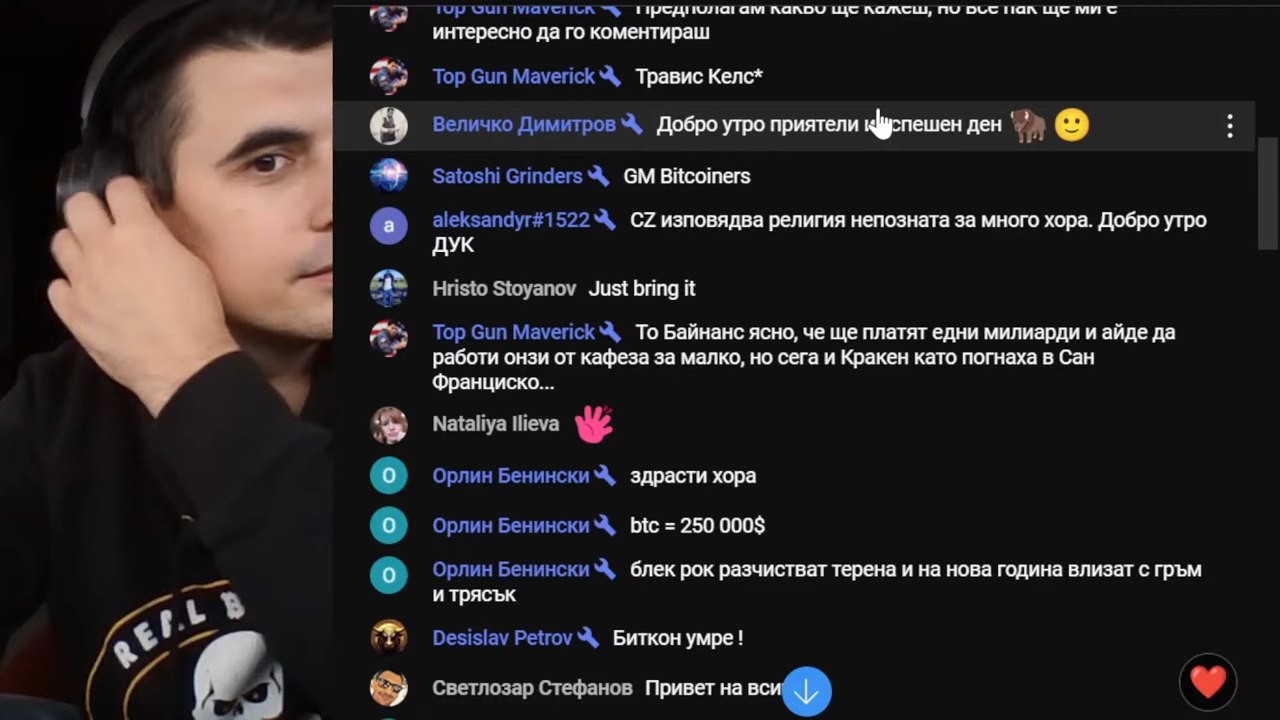 Top Gun Maverick Предполагам какво ще кажеш, но все пак ще ми е
интересно да го коментираш
Top Gun Maverick Травис Келс*
Величко Димитров Добро утро приятели и спешен ден
Satoshi Grinders GM Bitcoiners
a aleksandyr#1522 CZ изповядва религия непозната за много хора. Добро утро
ДУК
Hristo Stoyanov Just bring it
Top Gun Maverick То Байнанс ясно, че ще платят едни милиарди и айде да
работи онзи от кафеза за малко, но сега и Кракен като погнаха в Сан
Франциско...
Nataliya Ilieva
О Орлин Бенински здрасти хора
О Орлин Бенински btc = 250 000$
О Орлин Бенински блек рок разчистват терена и на нова година влизат с гръм
и трясък
Desislav Petrov Биткон умре !
Светлозар Стефанов Привет на вси
REAL B